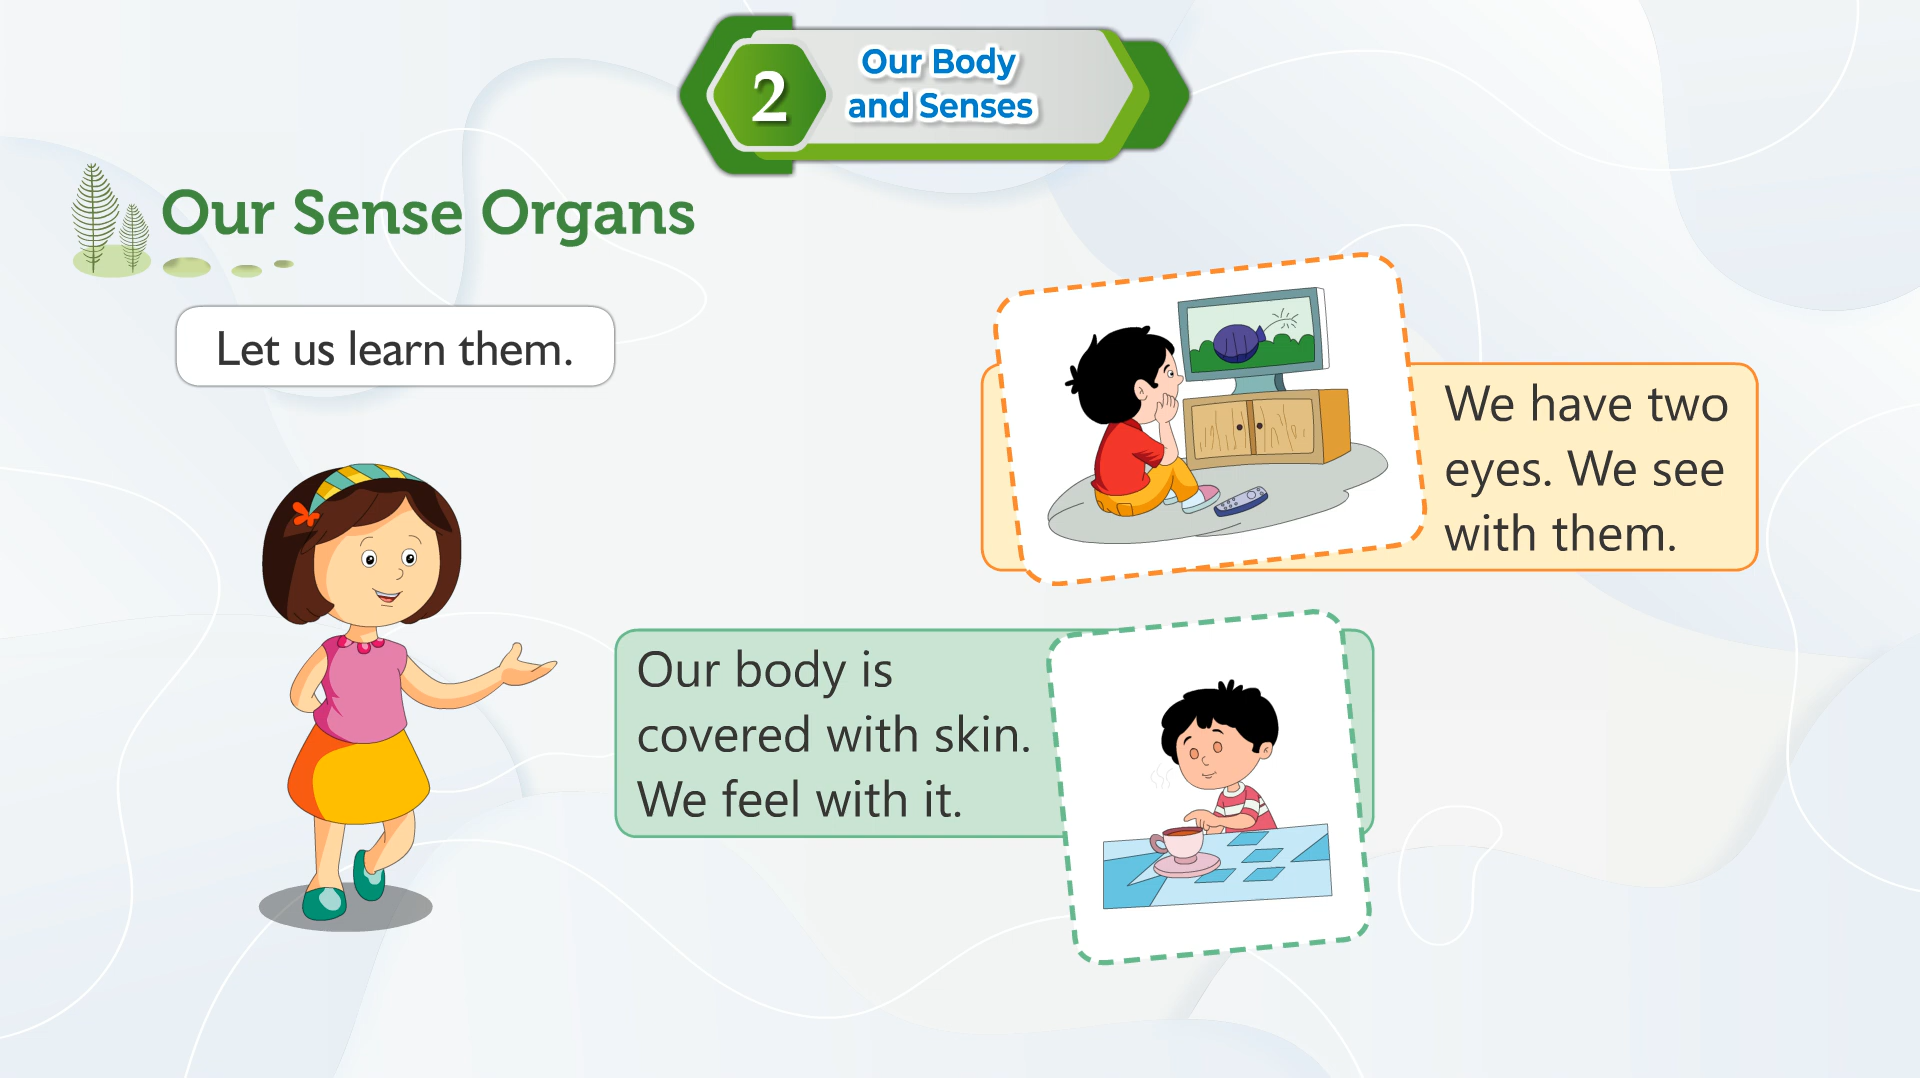 2
Our Body
and Senses
Our Sense Organs
Let us learn them.
We have two
eyes. We see
with them.
Our body is
covered with skin.
We feel with it.